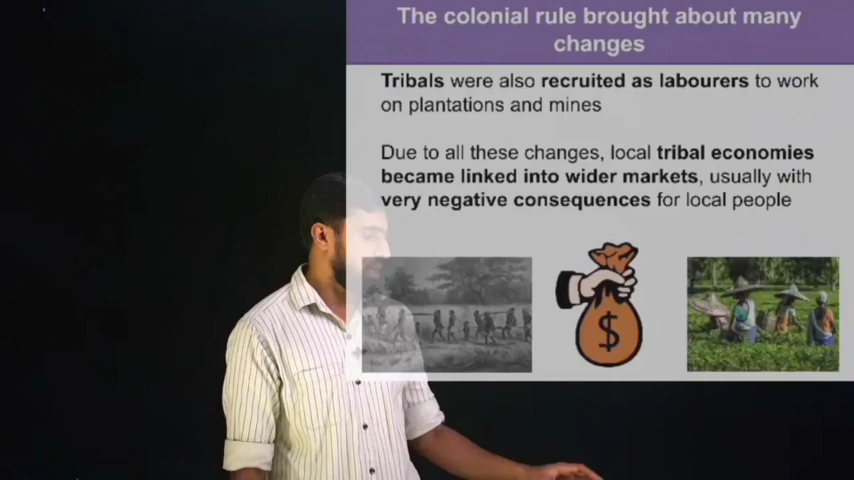 The colonial rule brought about many
changes
Tribals were also recruited as labourers to work
on plantations and mines
Due to all these changes, local tribal economies
became linked into wider markets, usually with
very negative consequences for local people
$